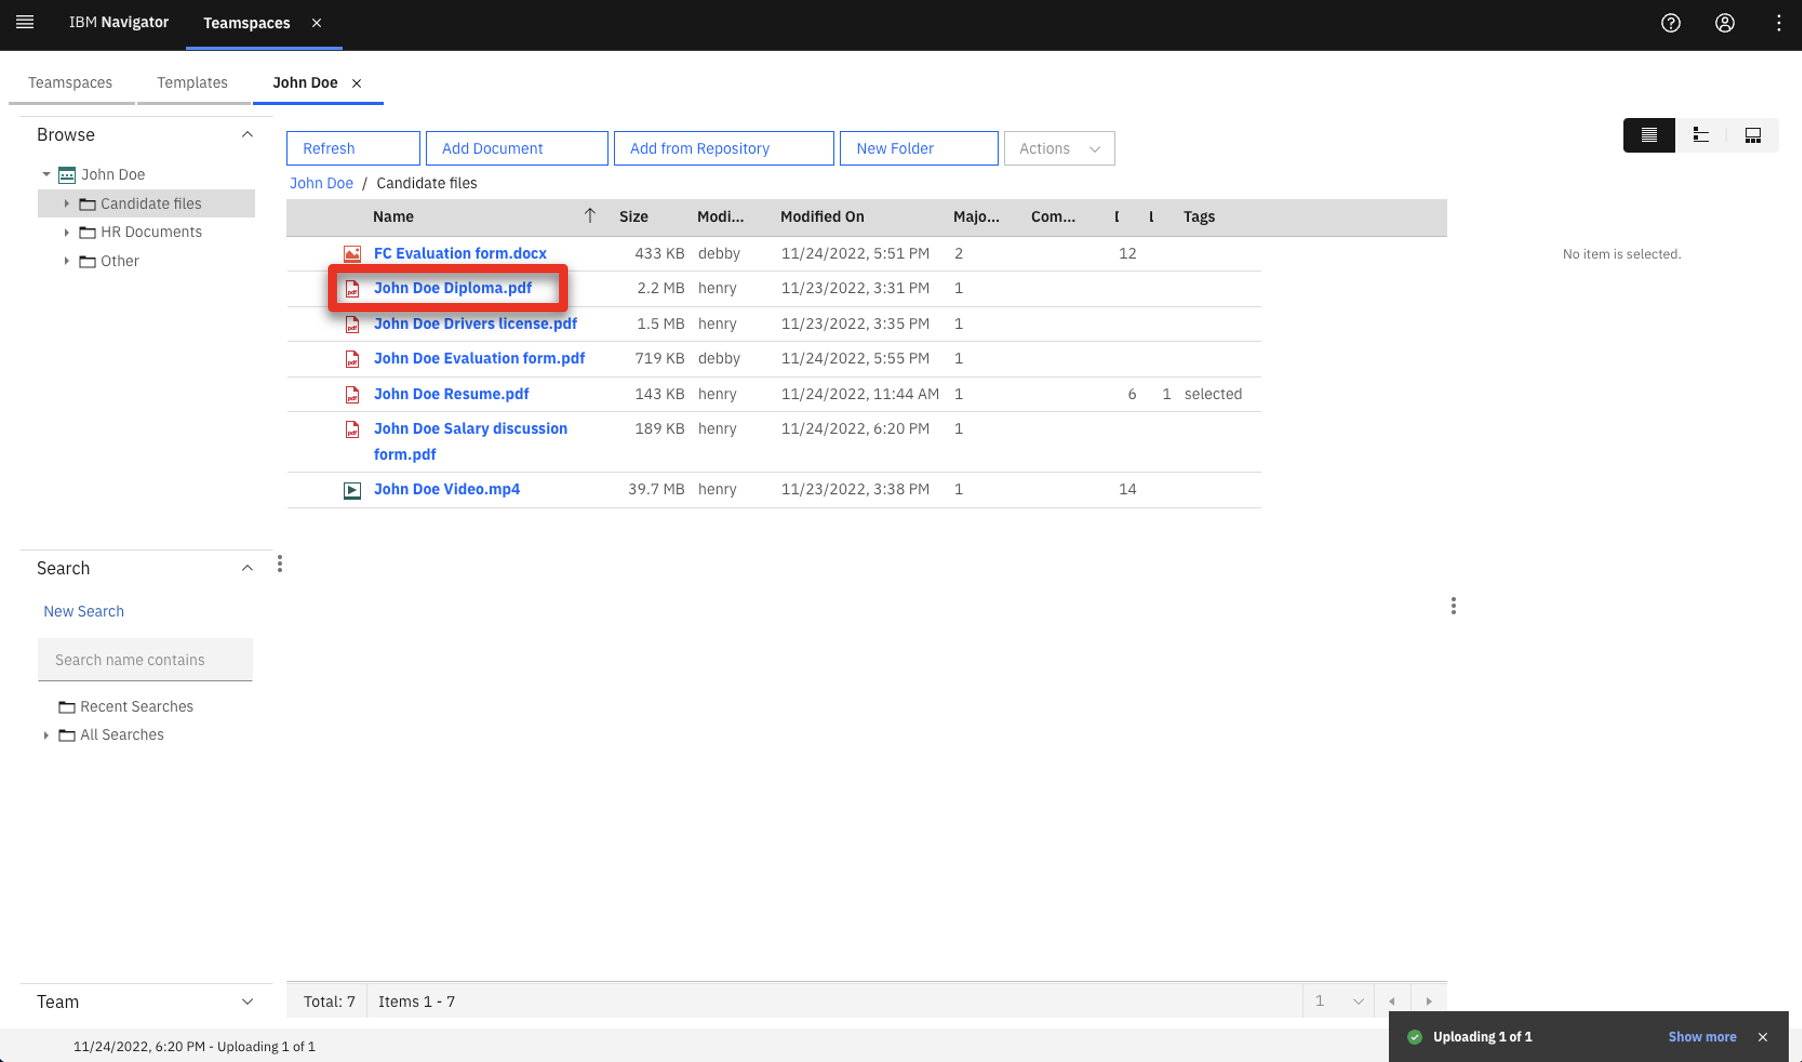 IBM Navigator
Teamspaces
Teamspaces
Templates
John Doe
Browse
John Doe
Candidate files
HR Documents
Other
Refresh
Add Document
Add from Repository
New Folder
Actions
John Doe / Candidate files
Name Size Modi... Modified On Majo... Com... Tags
FC Evaluation form.docx 433 KB debby 11/24/2022, 5:51 PM 2 12
John Doe Diploma.pdf 2.2 MB henry 11/23/2022, 3:31 PM 1
John Doe Drivers license.pdf 1.5 MB henry 11/23/2022, 3:35 PM 1
John Doe Evaluation form.pdf 719 KB debby 11/24/2022, 5:55 PM 1
John Doe Resume.pdf 143 KB henry 11/24/2022, 11:44 AM 1 6 1 selected
John Doe Salary discussion 189 KB henry 11/24/2022, 6:20 PM 1
form.pdf
John Doe Video.mp4 39.7 MB henry 11/23/2022, 3:38 PM 1 14
No item is selected.
Search
New Search
Search name contains
Recent Searches
All Searches
Team
Total: 7 Items 1 - 7 1
11/24/2022, 6:20 PM - Uploading 1 of 1
Uploading 1 of 1 Show more